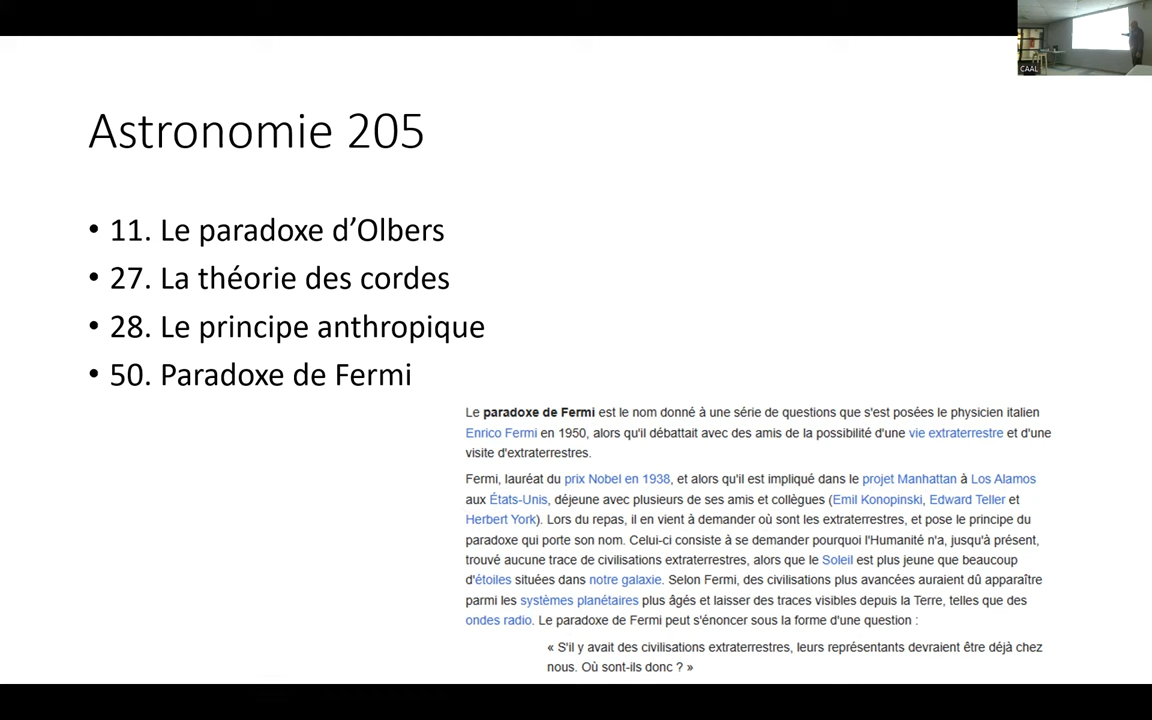 CAAL
Astronomie 205
• 11. Le paradoxe d’Olbers
• 27. La théorie des cordes
• 28. Le principe anthropique
• 50. Paradoxe de Fermi
Le paradoxe de Fermi est le nom donné à une série de questions que s'est posées le physicien italien
Enrico Fermi en 1950, alors qu'il débattait avec des amis de la possibilité d'une vie extraterrestre et d'une
visite d'extraterrestres.
Fermi, lauréat du prix Nobel en 1938, et alors qu'il est impliqué dans le projet Manhattan à Los Alamos
aux États-Unis, déjeune avec plusieurs de ses amis et collègues (Emil Konopinski, Edward Teller et
Herbert York). Lors du repas, il en vient à demander où sont les extraterrestres, et pose le principe du
paradoxe qui porte son nom. Celui-ci consiste à se demander pourquoi l'Humanité n'a, jusqu'à présent,
trouvé aucune trace de civilisations extraterrestres, alors que le Soleil est plus jeune que beaucoup
d'étoiles situées dans notre galaxie. Selon Fermi, des civilisations plus avancées auraient dû apparaître
parmi les systèmes planétaires plus âgés et laisser des traces visibles depuis la Terre, telles que des
ondes radio. Le paradoxe de Fermi peut s'énoncer sous la forme d'une question :
« S'il y avait des civilisations extraterrestres, leurs représentants devraient être déjà chez
nous. Où sont-ils donc ? »